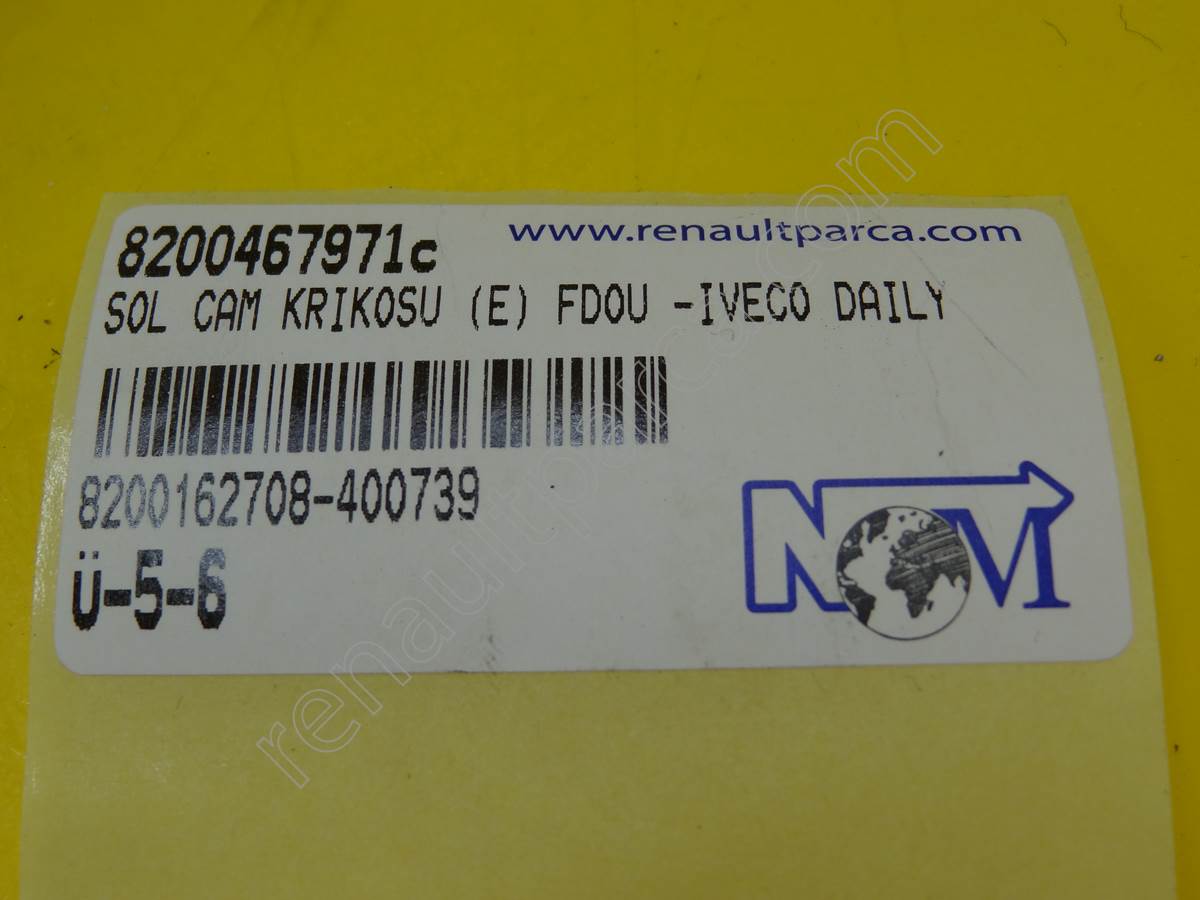 8200467971c
www.renaultparca.com
SOL CAM KRIKOSU (E) FDOU -IVECO DAILY
8200162708-400739
Ü-5-6
NOM
renaultparca.com